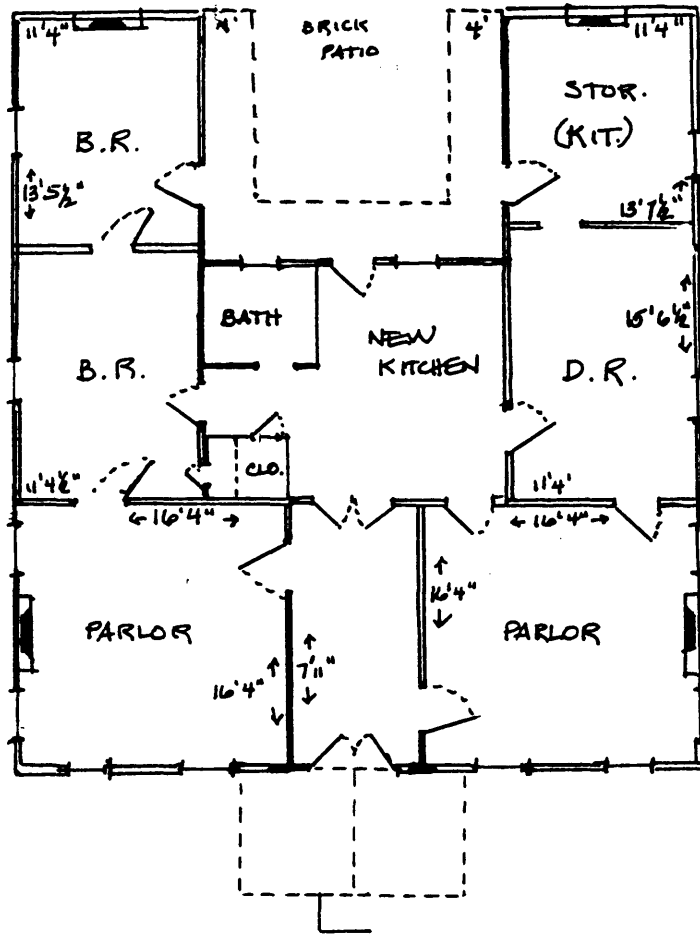 11'4"
4'
BRICK
PATIO
4'
11'4"
B.R.
STOR.
(KIT.)
13'5½"
13'7½"
BATH
NEW
KITCHEN
15'6½"
B.R.
D.R.
CLO.
11'4½"
11'4'
16'4"
16'4"
16'4"
PARLOR
PARLOR
16'4"
7'11"